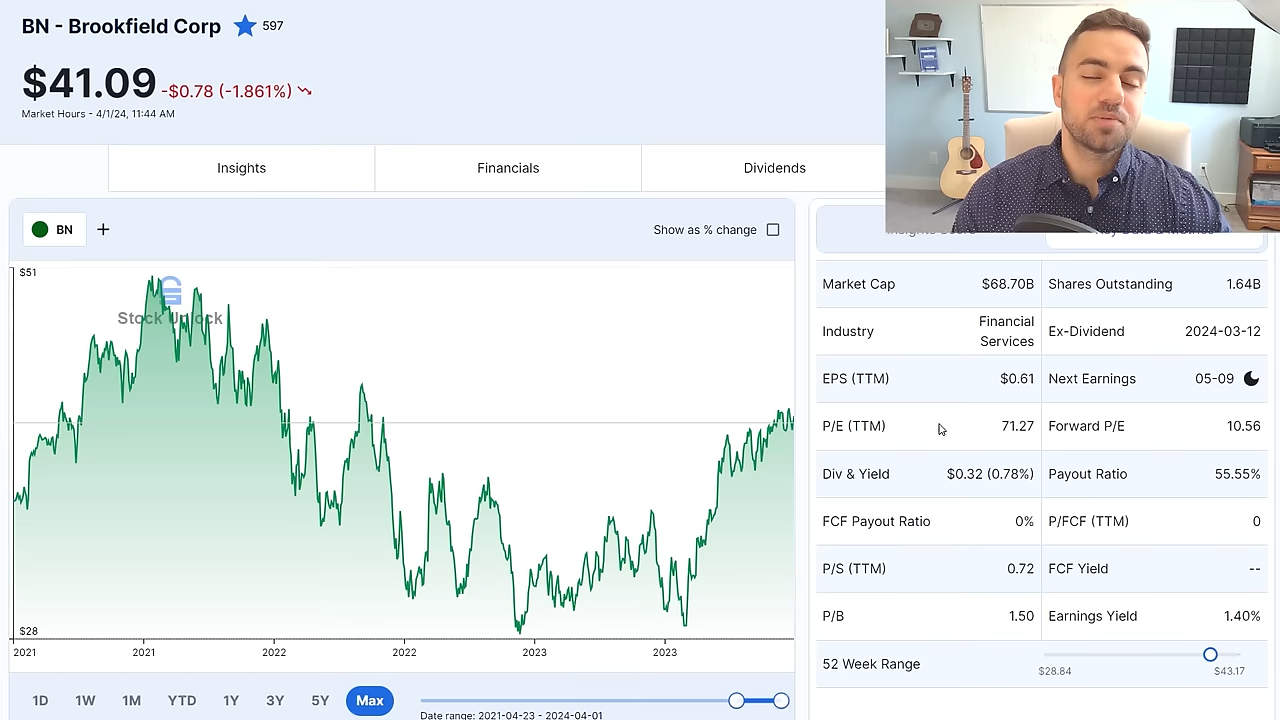 BN - Brookfield Corp 597
$41.09 -$0.78 (-1.861%)
Market Hours - 4/1/24, 11:44 AM
Insights Financials Dividends
BN + Show as % change
$51
Stock Unlock
$28
2021 2021 2022 2022 2023 2023
1D 1W 1M YTD 1Y 3Y 5Y Max
Date range: 2021-04-23 - 2024-04-01
Market Cap $68.70B Shares Outstanding 1.64B
Industry Financial Services Ex-Dividend 2024-03-12
EPS (TTM) $0.61 Next Earnings 05-09
P/E (TTM) 71.27 Forward P/E 10.56
Div & Yield $0.32 (0.78%) Payout Ratio 55.55%
FCF Payout Ratio 0% P/FCF (TTM) 0
P/S (TTM) 0.72 FCF Yield --
P/B 1.50 Earnings Yield 1.40%
52 Week Range $28.84 $43.17